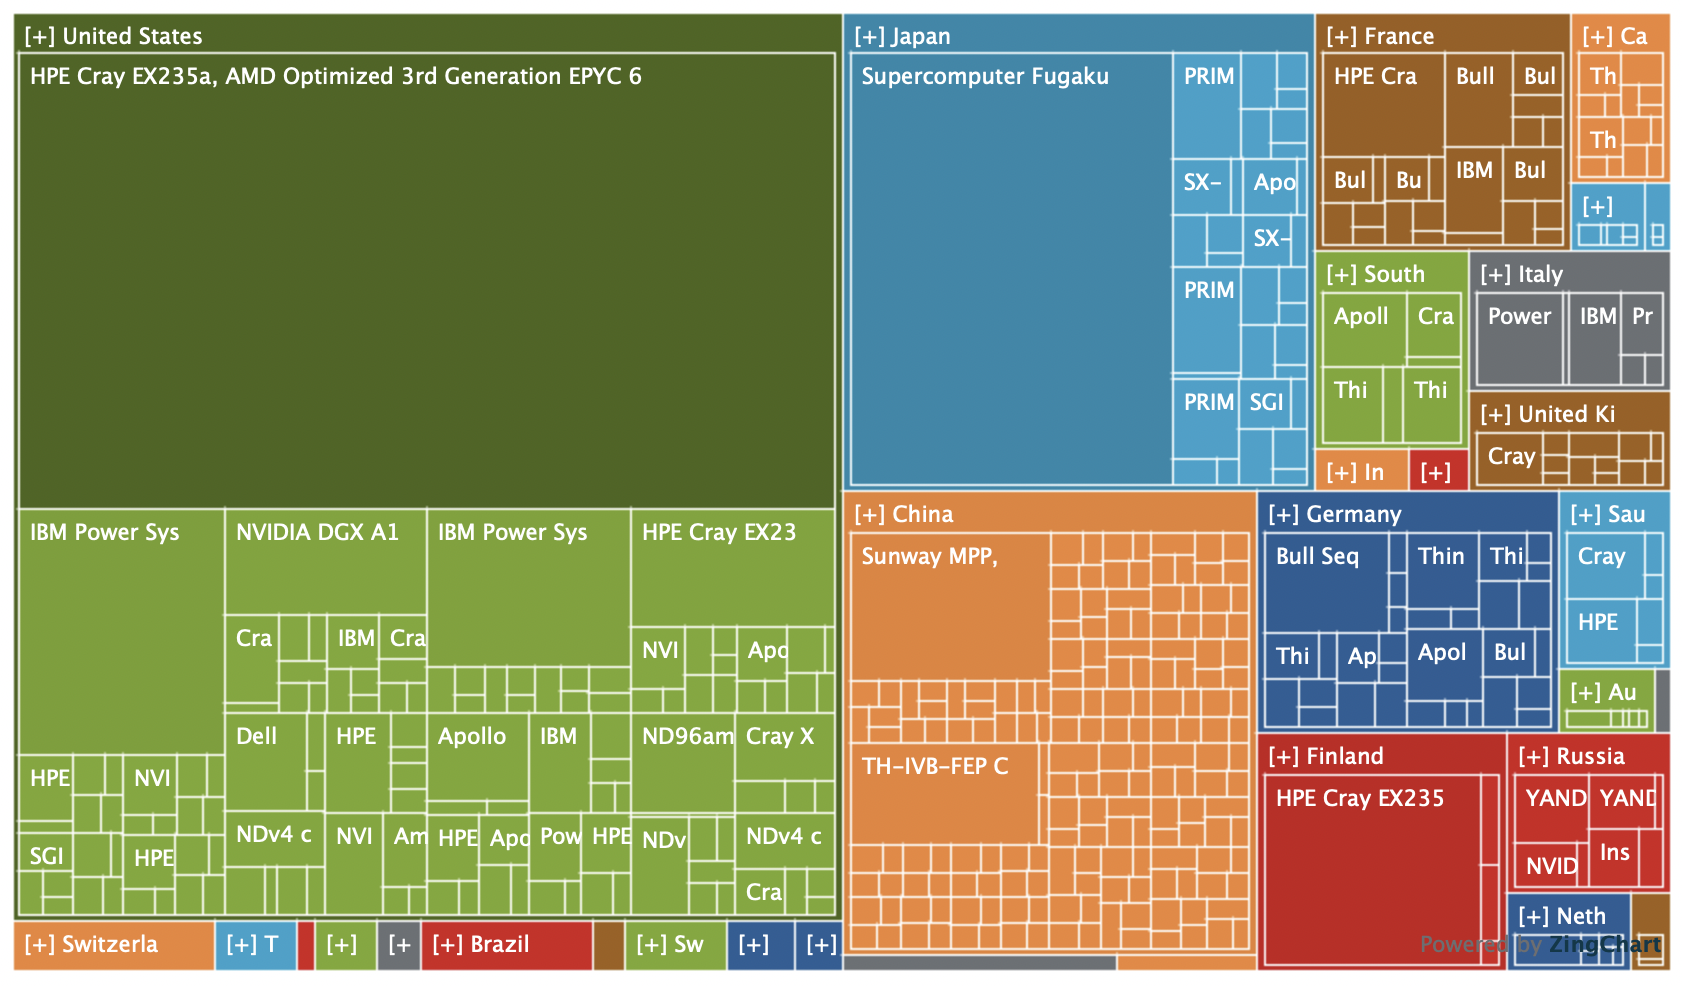 [+] United States
HPE Cray EX235a, AMD Optimized 3rd Generation EPYC 6
IBM Power Sys
NVIDIA DGX A1
IBM Power Sys
HPE Cray EX23
Cra
IBM
Cra
NVI
Apo
HPE
NVI
SGI
HPE
Dell
HPE
Apollo
IBM
ND96am
Cray X
NDv4 c
NVI
Am
HPE
Apo
Pow
HPE
NDv
NDv4 c
Cra
[+] Switzerla
[+] T
[+]
[+
[+] Brazil
[+] Sw
[+]
[+]
[+] Japan
Supercomputer Fugaku
PRIM
SX-
Apo
SX-
PRIM
PRIM
SGI
[+] China
Sunway MPP,
TH-IVB-FEP C
[+] France
HPE Cra
Bull
Bul
Bul
Bu
IBM
Bul
[+] Ca
Th
Th
[+]
[+] South
Apoll
Cra
Thi
Thi
[+] Italy
Power
IBM
Pr
[+] United Ki
Cray
[+] In
[+]
[+] Germany
Bull Seq
Thin
Thi
Thi
Ap
Apol
Bul
[+] Sau
Cray
HPE
[+] Au
[+] Finland
HPE Cray EX235
[+] Russia
YAND
YAND
NVID
Ins
[+] Neth
Powered by ZingChart